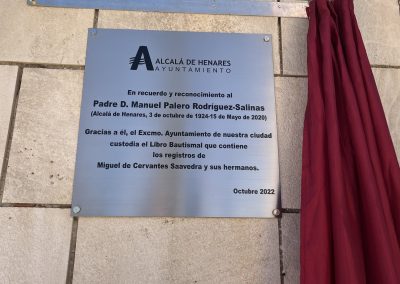 ALCALÁ DE HENARES
AYUNTAMIENTO
En recuerdo y reconocimiento al
Padre D. Manuel Palero Rodríguez-Salinas
(Alcalá de Henares, 3 de octubre de 1924-15 de Mayo de 2020)
Gracias a él, el Excmo. Ayuntamiento de nuestra ciudad
custodia el Libro Bautismal que contiene
los registros de
Miguel de Cervantes Saavedra y sus hermanos.
Octubre 2022